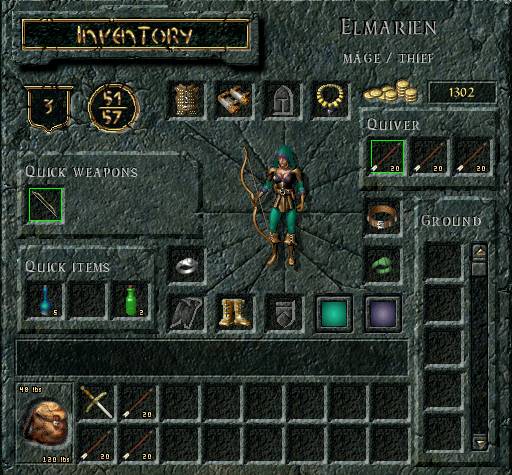 INVENTORY
ELMARIEN
MAGE / THIEF
3
51
57
1302
QUIVER
20 20 20
QUICK WEAPONS
GROUND
QUICK ITEMS
5 2
48 lbs
20
120 lbs
20 20